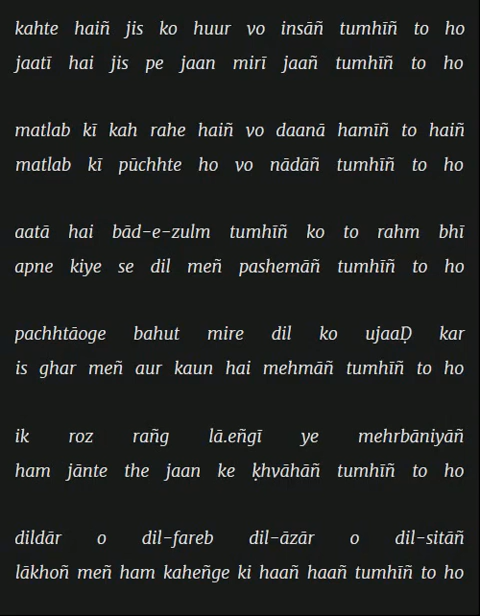 kahte haiñ jis ko huur vo insāñ tumhīñ to ho
jaatī hai jis pe jaan mirī jaañ tumhīñ to ho
matlab kī kah rahe haiñ vo daanā hamīñ to haiñ
matlab kī pūchhte ho vo nādāñ tumhīñ to ho
aatā hai bād-e-zulm tumhīñ ko to rahm bhī
apne kiye se dil meñ pashemāñ tumhīñ to ho
pachhtāoge bahut mire dil ko ujaaḌ kar
is ghar meñ aur kaun hai mehmāñ tumhīñ to ho
ik roz rañg lā.eñgī ye mehrbāniyāñ
ham jānte the jaan ke ḳhvāhāñ tumhīñ to ho
dildār o dil-fareb dil-āzār o dil-sitāñ
lākhoñ meñ ham kaheñge ki haañ haañ tumhīñ to ho